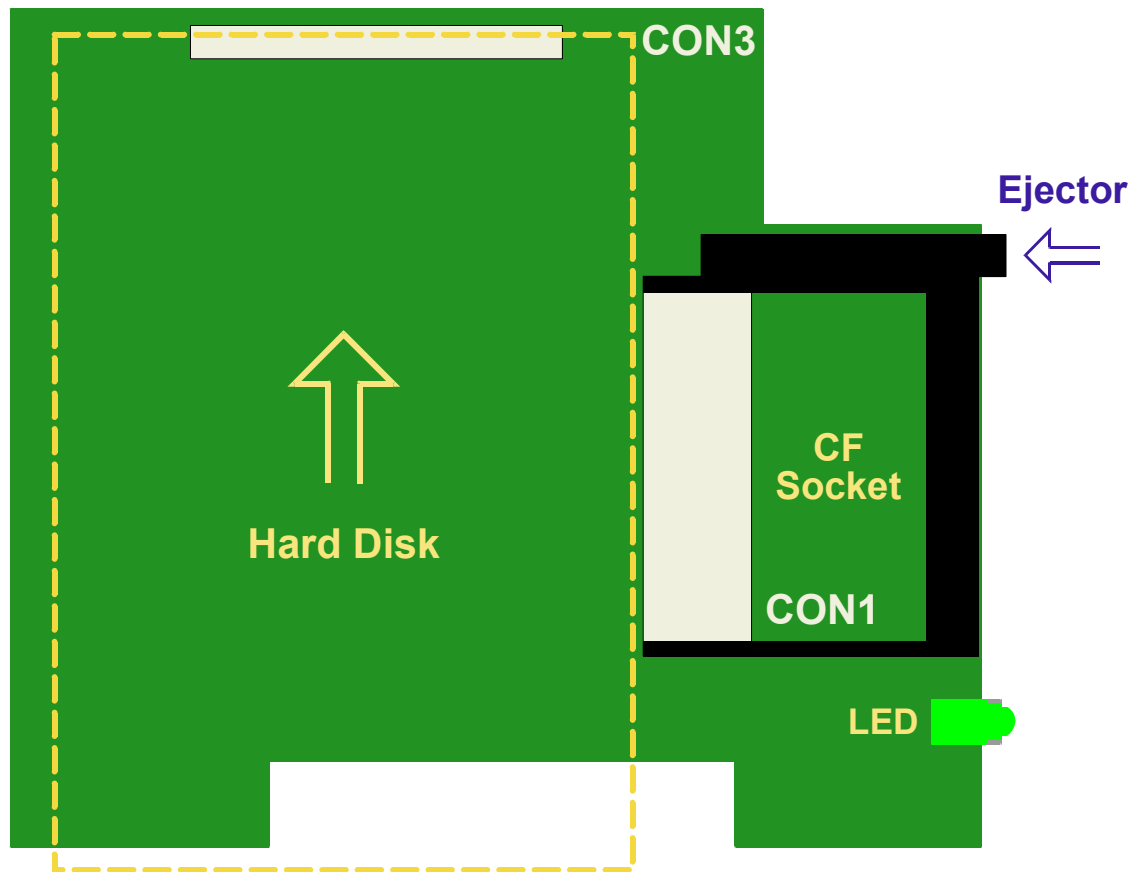 CON3
Ejector
CF
Socket
Hard Disk
CON1
LED